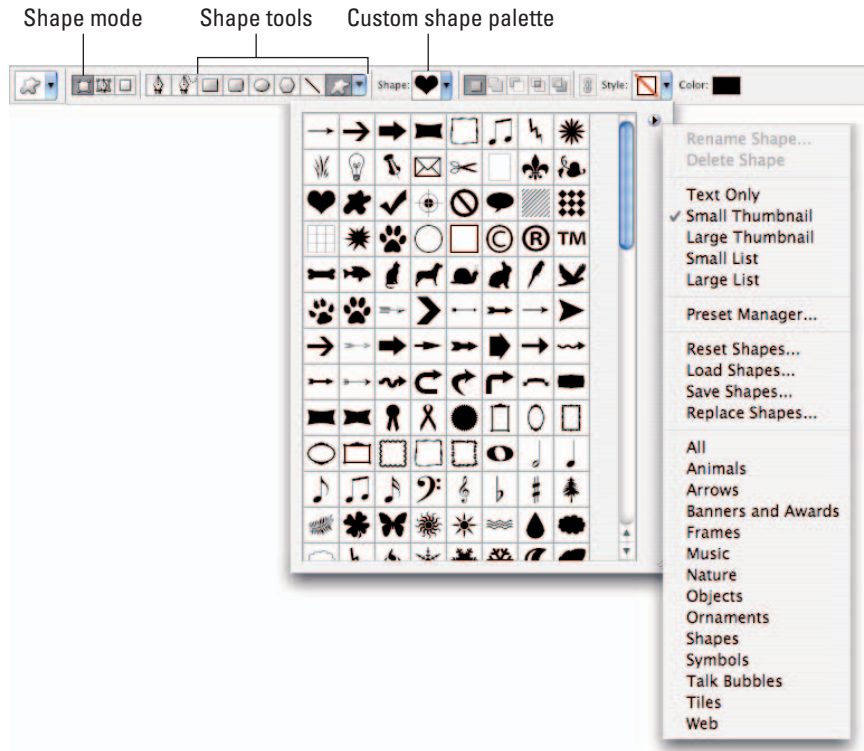 Shape mode
Shape tools
Custom shape palette
Shape:
Style:
Color:
Rename Shape...
Delete Shape
Text Only
✓ Small Thumbnail
Large Thumbnail
Small List
Large List
Preset Manager...
Reset Shapes...
Load Shapes...
Save Shapes...
Replace Shapes...
All
Animals
Arrows
Banners and Awards
Frames
Music
Nature
Objects
Ornaments
Shapes
Symbols
Talk Bubbles
Tiles
Web
© ® TM